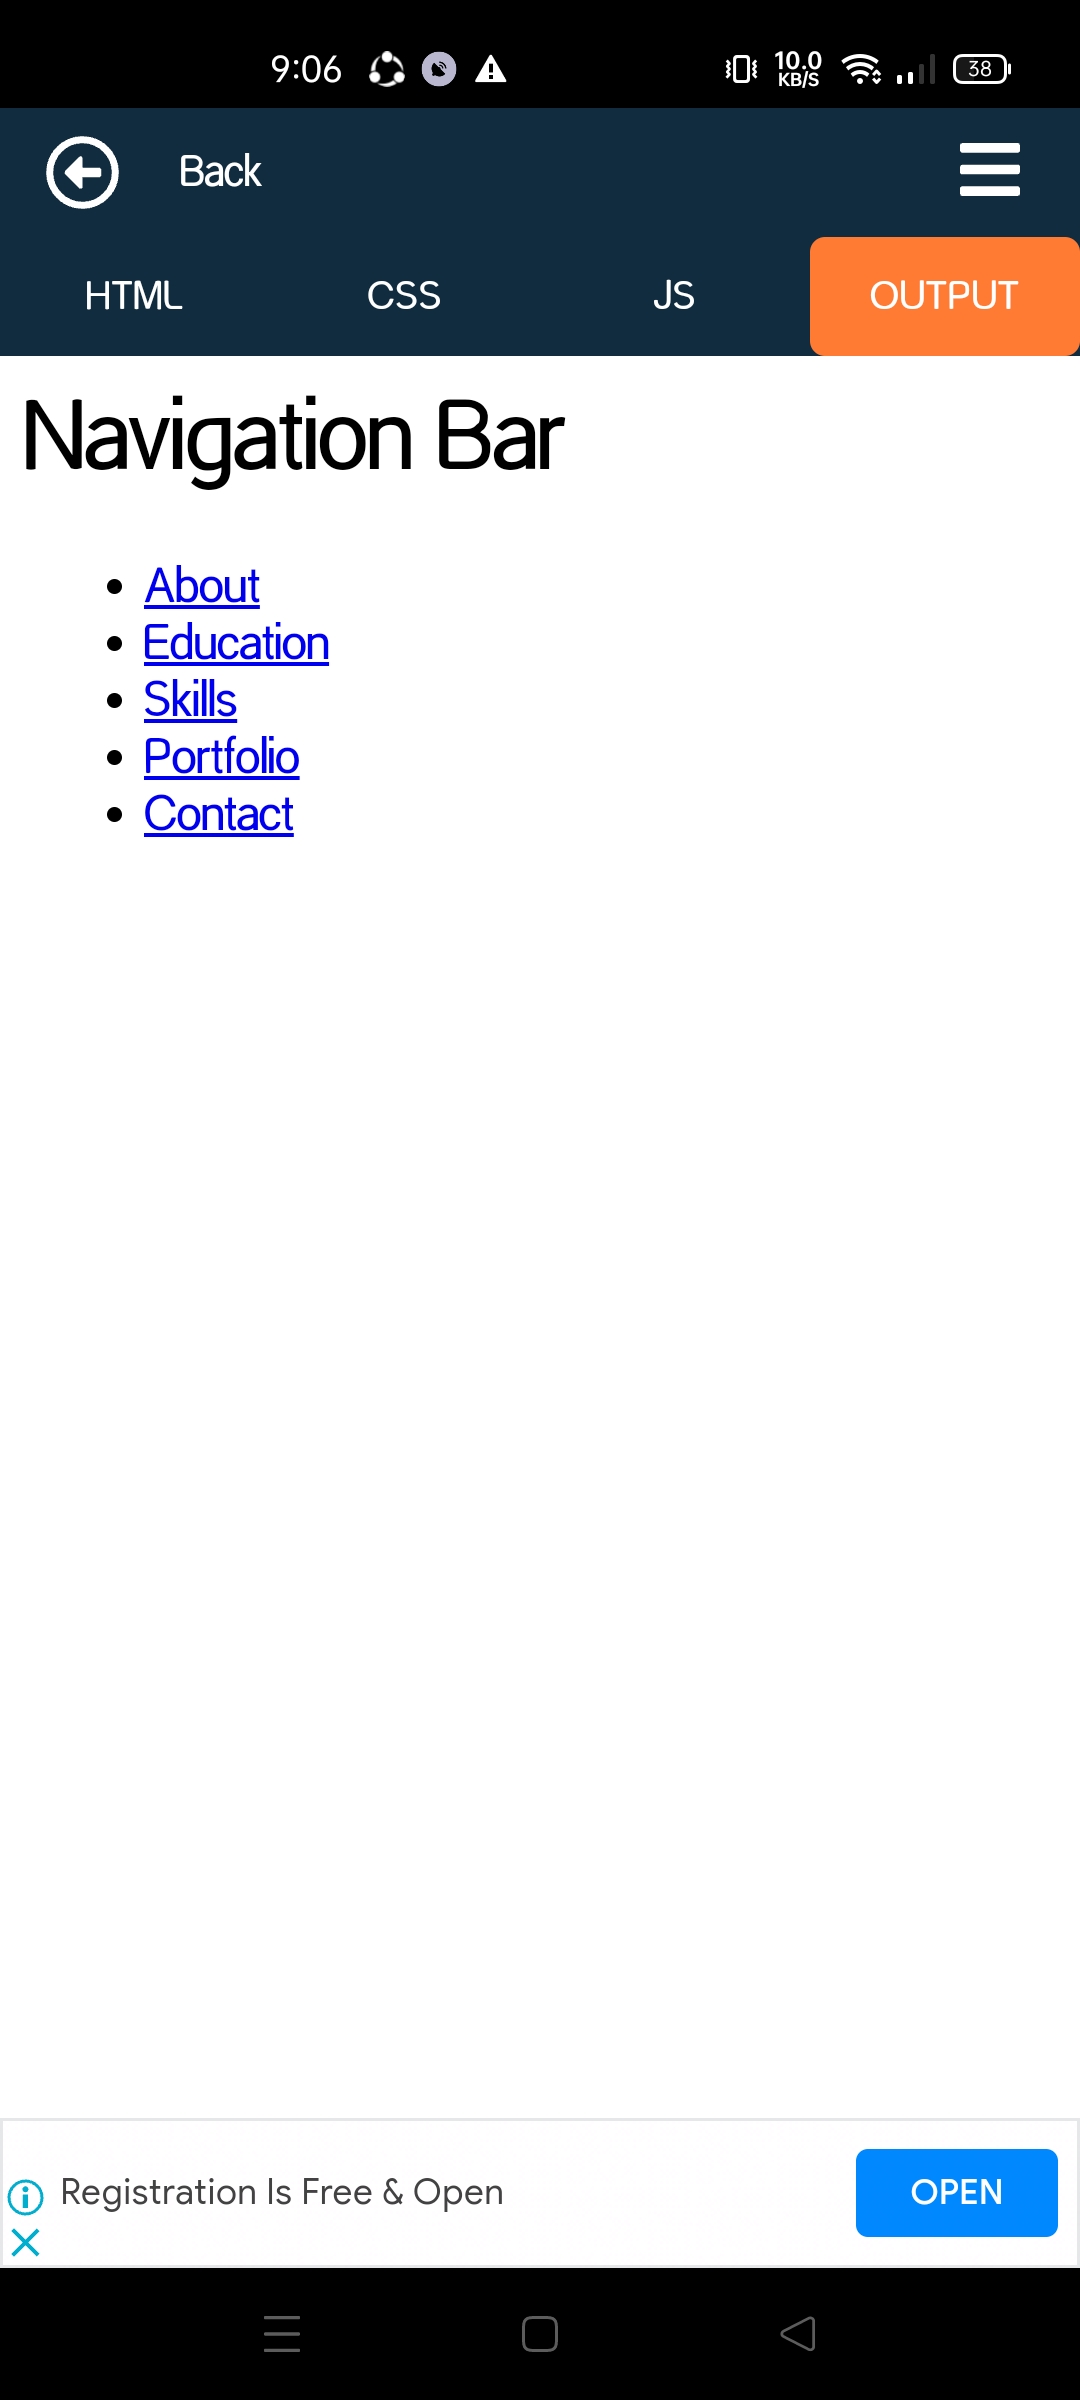 9:06
10.0
KB/S
38
Back
HTML CSS JS OUTPUT
Navigation Bar
About
Education
Skills
Portfolio
Contact
Registration Is Free & Open
OPEN